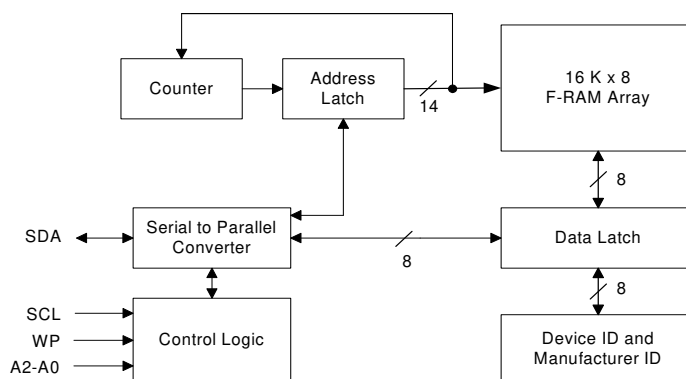 Counter
Address
Latch
14
16 K x 8
F-RAM Array
8
SDA
Serial to Parallel
Converter
8
Data Latch
8
SCL
WP
A2-A0
Control Logic
Device ID and
Manufacturer ID